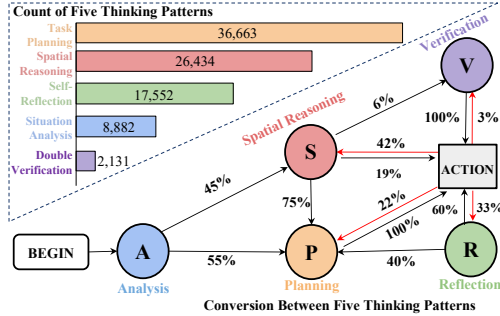 Count of Five Thinking Patterns
Task
Planning
36,663
Spatial
Reasoning
26,434
Self-
Reflection
17,552
Situation
Analysis
8,882
Double
Verification
2,131
Verification
V
6%
100%
3%
Spatial Reasoning
S
42%
19%
ACTION
45%
75%
22%
100%
60%
33%
BEGIN
A
55%
P
40%
R
Analysis
Planning
Reflection
Conversion Between Five Thinking Patterns